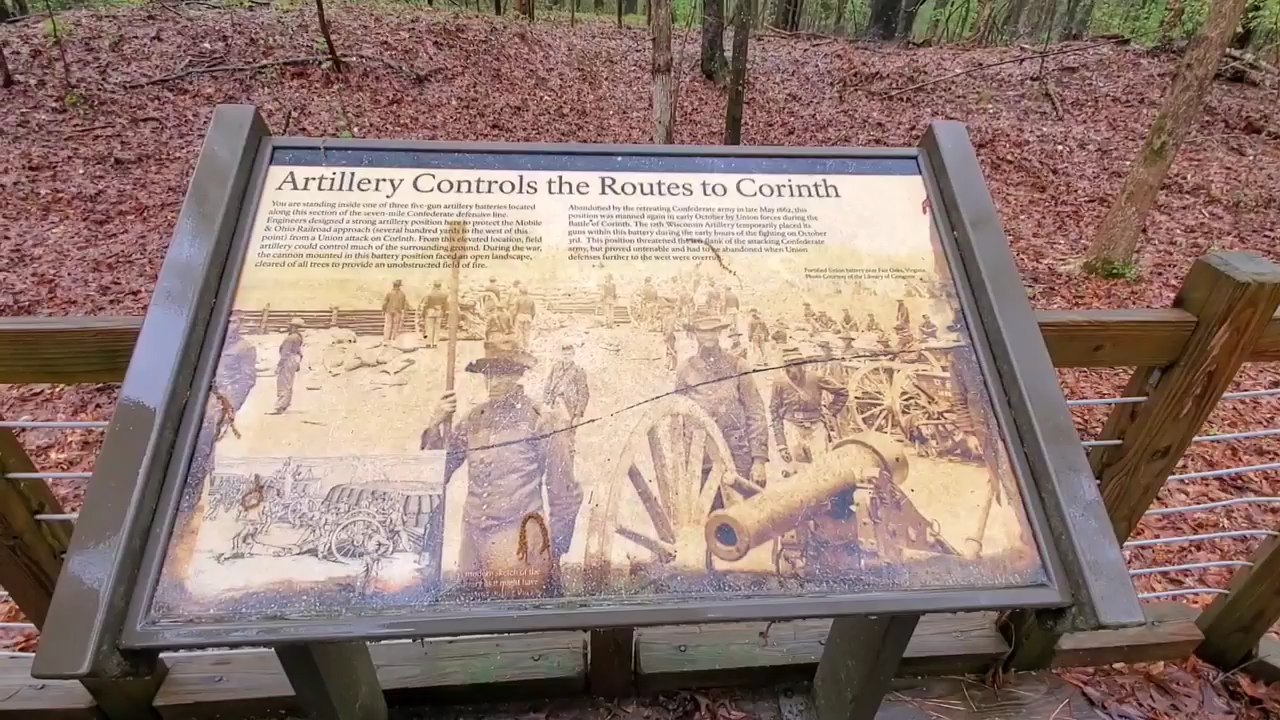 Artillery Controls the Routes to Corinth
You are standing inside one of three five-gun artillery batteries located
along this section of the seven-mile Confederate defensive line.
Engineers designed a strong artillery position here to protect the Mobile
& Ohio Railroad approach (several hundred yards to the west of this
point) from a Union attack on Corinth. From this elevated location, field
artillery could control much of the surrounding ground. During the war,
the cannon mounted in this battery position faced an open landscape,
cleared of all trees to provide an unobstructed field of fire.
Abandoned by the retreating Confederate army in late May 1862, this
position was manned again in early October by Union forces during the
Battle of Corinth. The 12th Wisconsin Artillery temporarily placed its
guns within this battery during the early hours of the fighting on October
3rd. This position threatened the left flank of the attacking Confederate
army, but proved untenable and had to be abandoned when Union
defenses further to the west were overrun.
Fortified Union battery near Fair Oaks, Virginia.
Photo Courtesy of the Library of Congress
modern sketch of the
as it might have